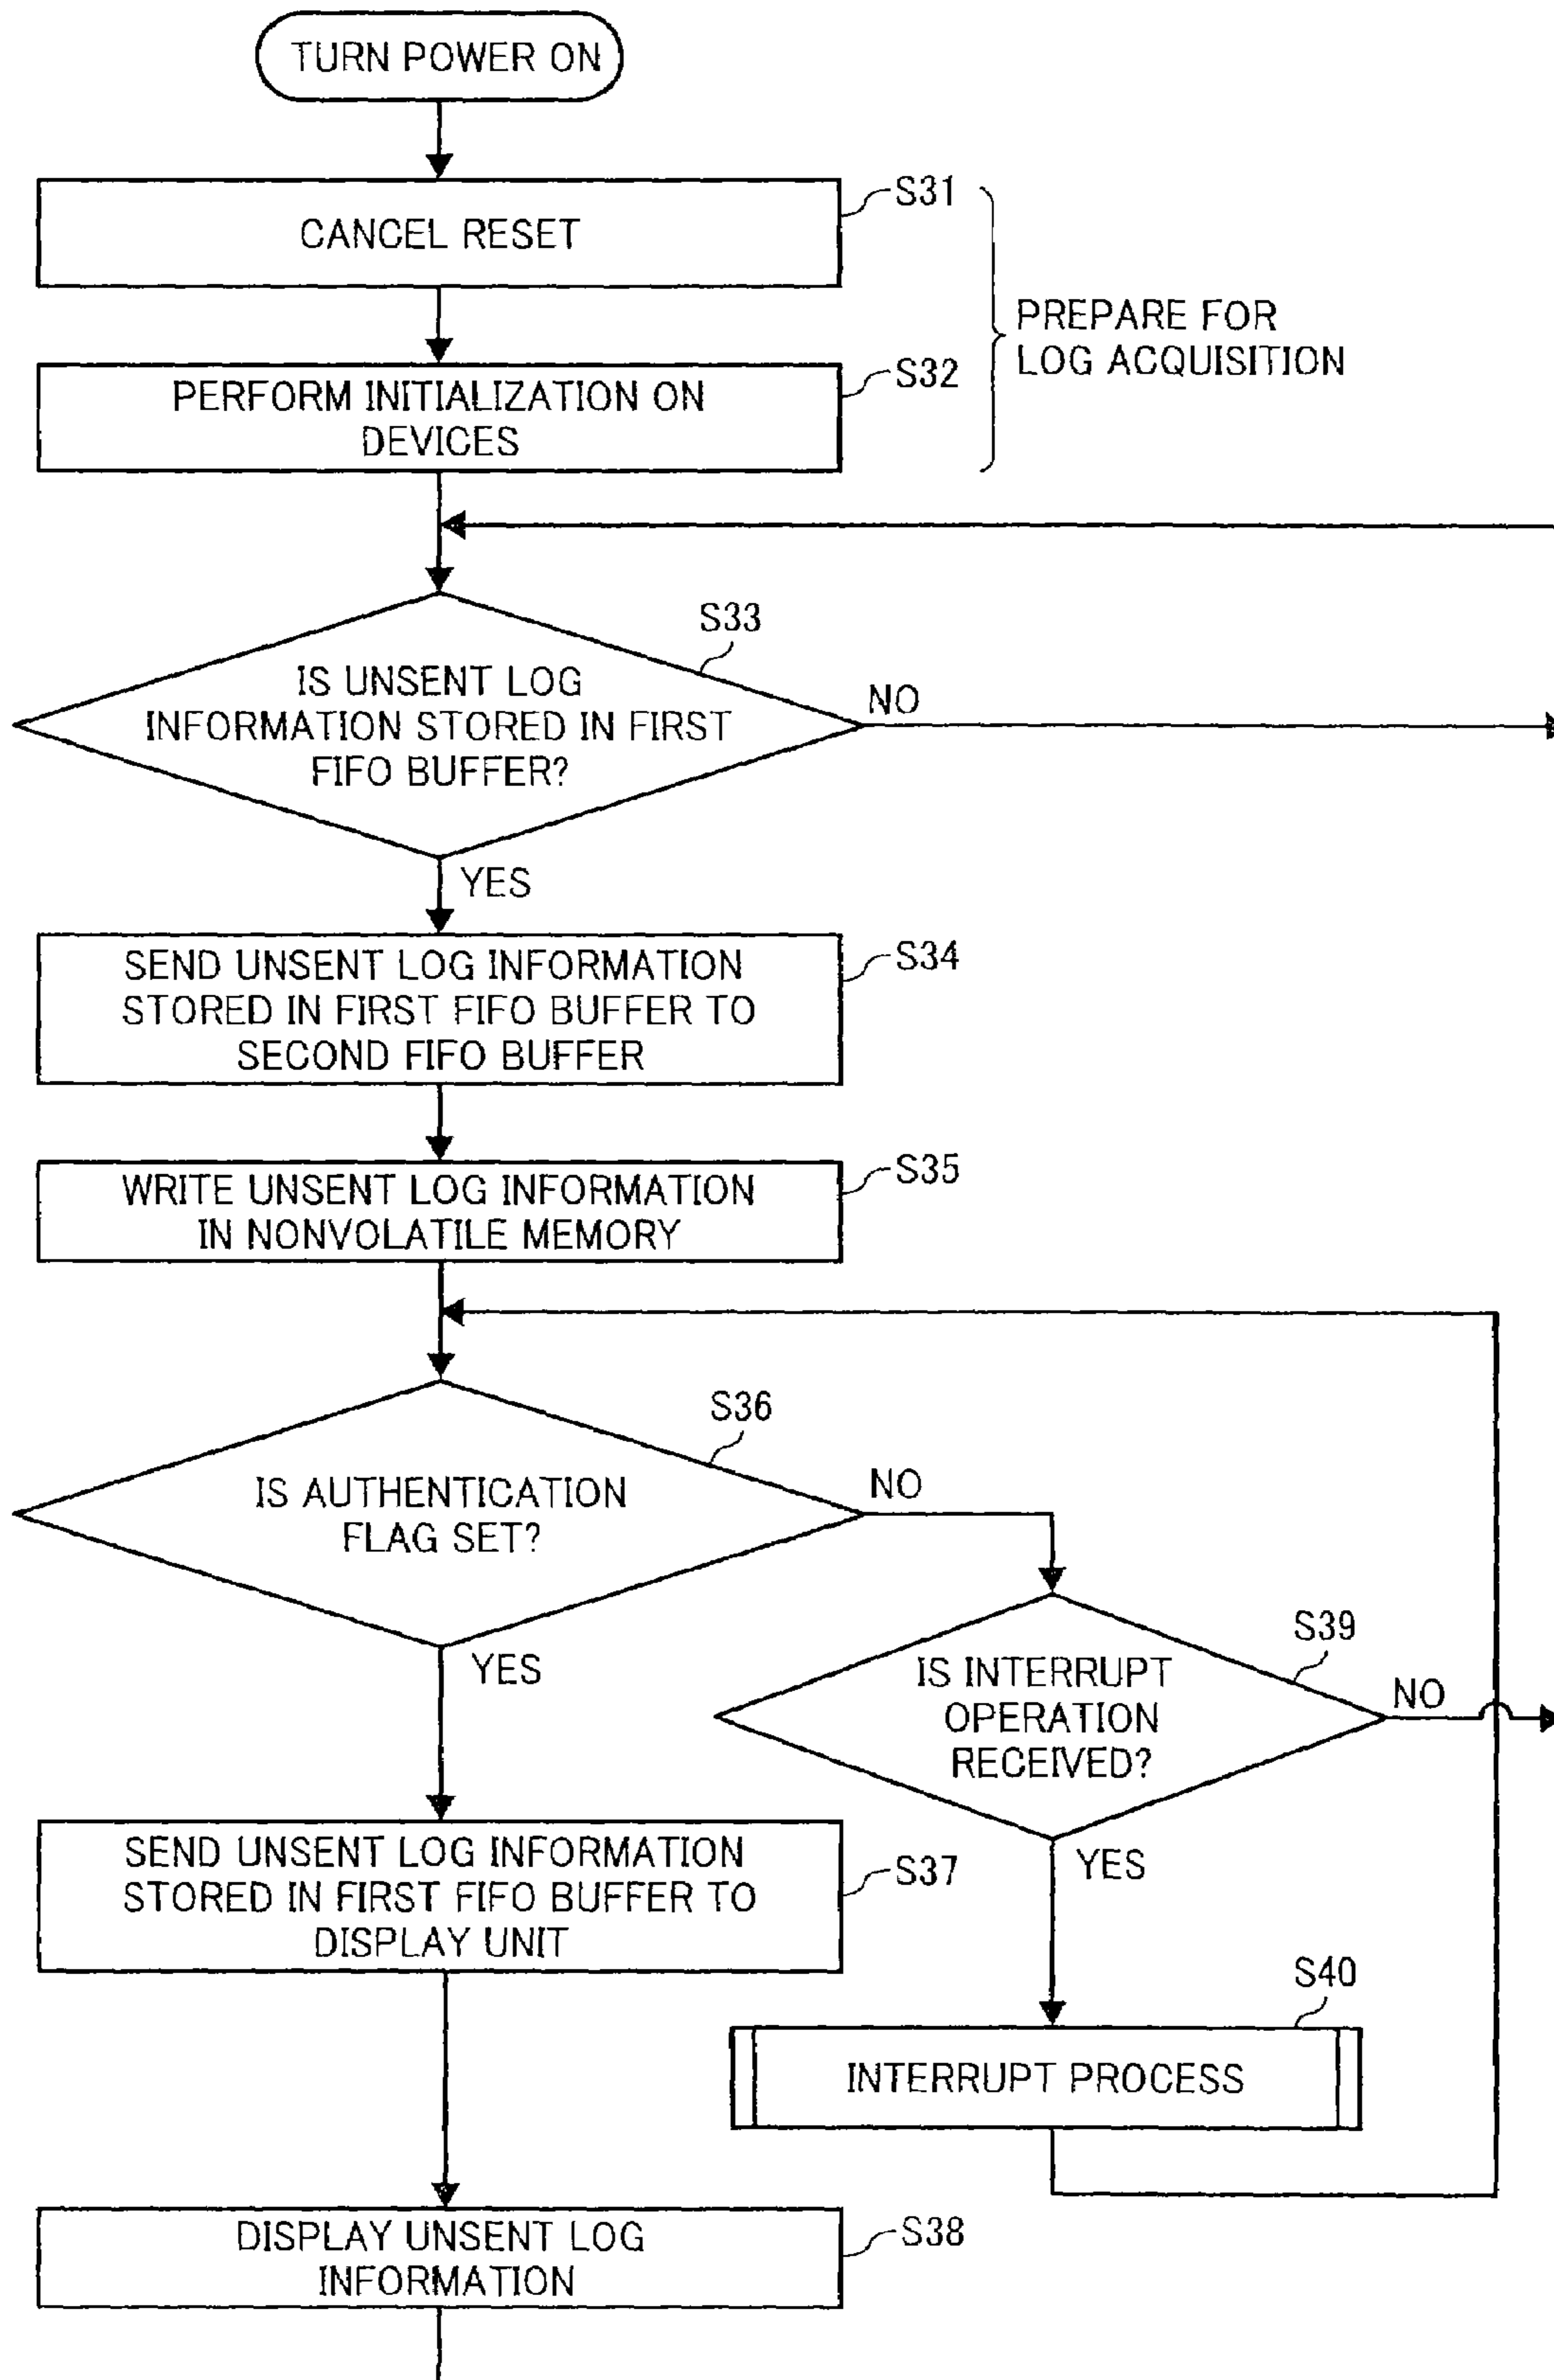 TURN POWER ON
CANCEL RESET
S31
PREPARE FOR
LOG ACQUISITION
PERFORM INITIALIZATION ON
DEVICES
S32
S33
IS UNSENT LOG
INFORMATION STORED IN FIRST
FIFO BUFFER?
NO
YES
SEND UNSENT LOG INFORMATION
STORED IN FIRST FIFO BUFFER TO
SECOND FIFO BUFFER
S34
WRITE UNSENT LOG INFORMATION
IN NONVOLATILE MEMORY
S35
S36
IS AUTHENTICATION
FLAG SET?
NO
YES
S39
IS INTERRUPT
OPERATION
RECEIVED?
NO
YES
SEND UNSENT LOG INFORMATION
STORED IN FIRST FIFO BUFFER TO
DISPLAY UNIT
S37
S40
INTERRUPT PROCESS
DISPLAY UNSENT LOG
INFORMATION
S38